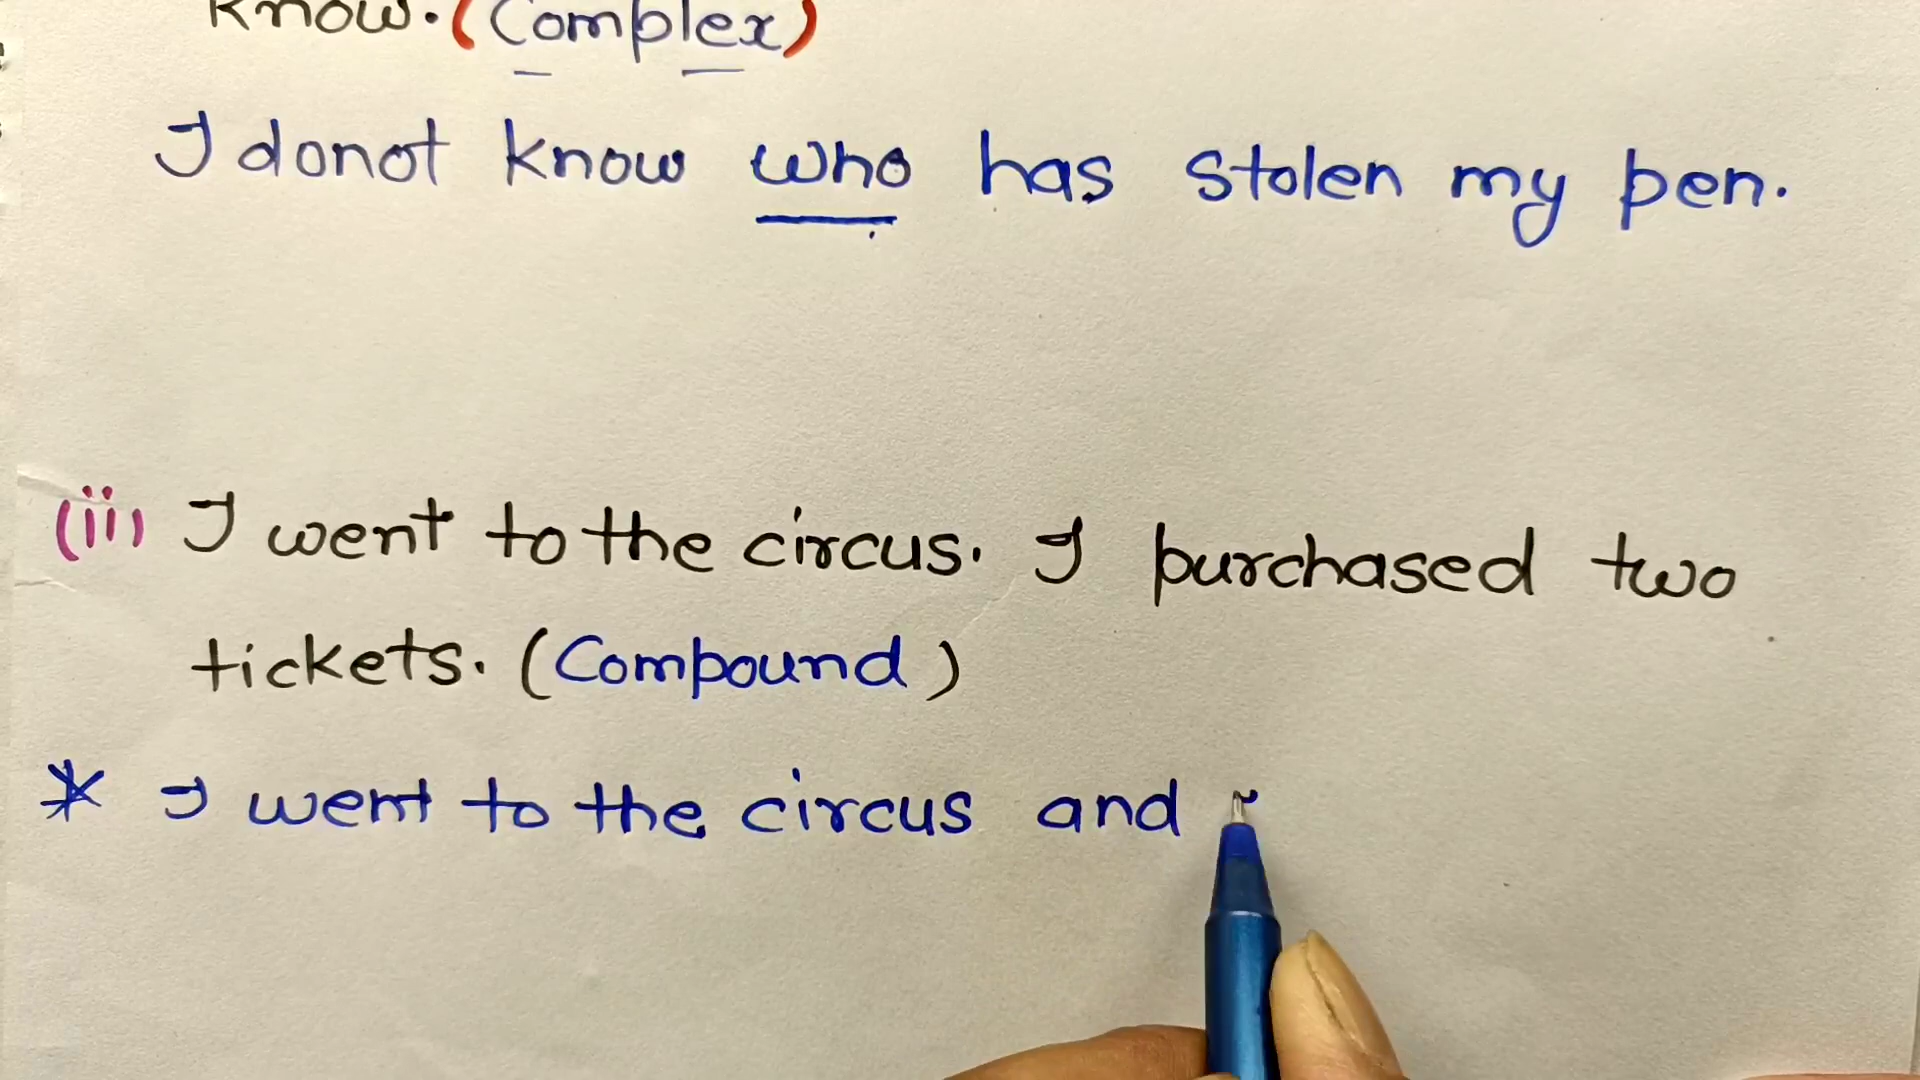 know. (Complex)
I donot know who has stolen my pen.
(ii) I went to the circus. I purchased two
tickets. (Compound)
* I went to the circus and